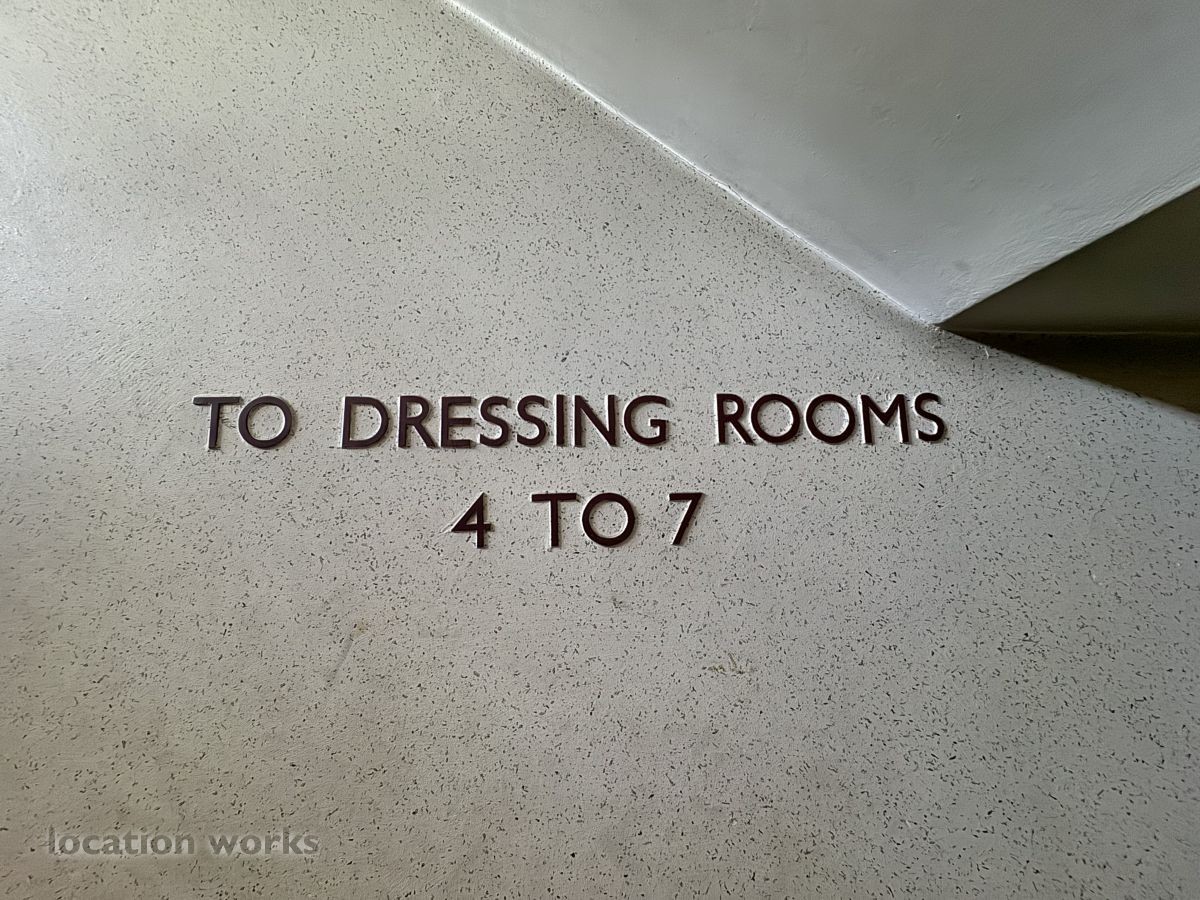 TO DRESSING ROOMS
4 TO 7
location works